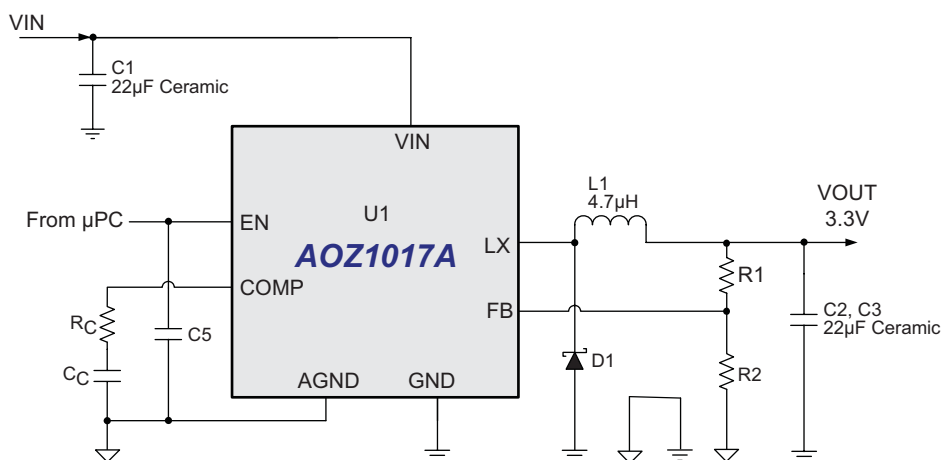 VIN
C1
22µF Ceramic
VIN
From µPC
EN
U1
AOZ1017A
COMP
LX
FB
L1
4.7µH
VOUT
3.3V
R1
C2, C3
22µF Ceramic
RC
CC
C5
D1
R2
AGND
GND